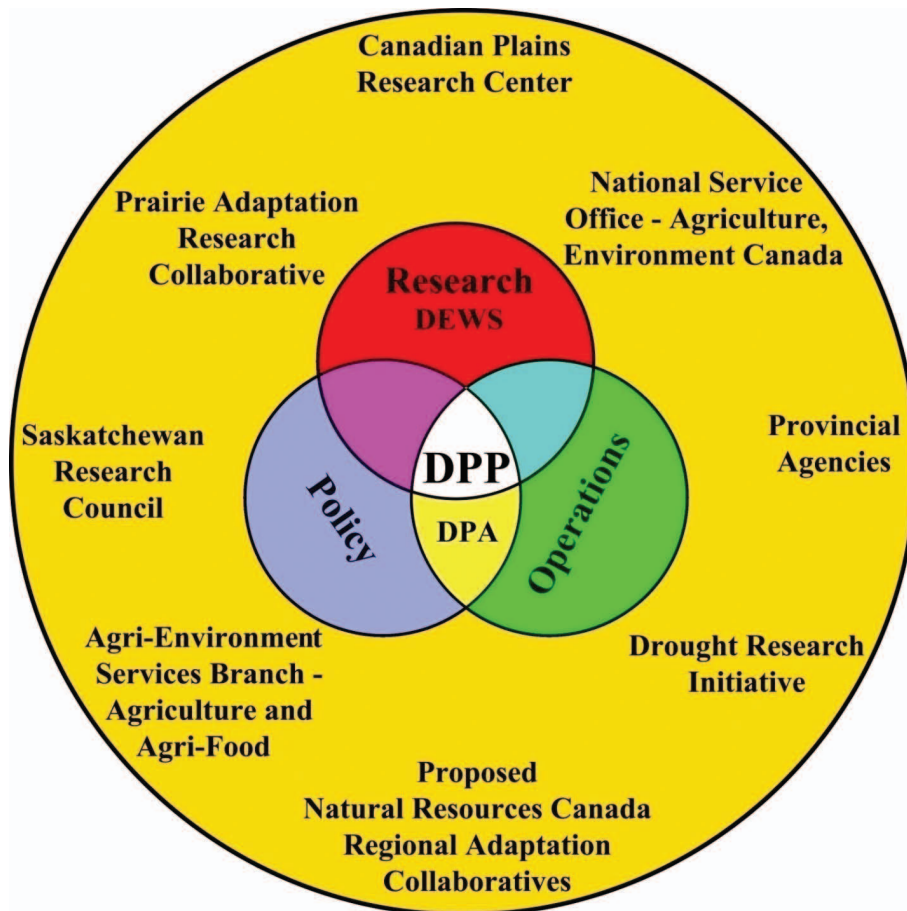 Canadian Plains
Research Center
National Service
Office - Agriculture,
Environment Canada
Prairie Adaptation
Research
Collaborative
Research
DEWS
Saskatchewan
Research
Council
Provincial
Agencies
DPP
Policy
Operations
DPA
Agri-Environment
Services Branch -
Agriculture and
Agri-Food
Drought Research
Initiative
Proposed
Natural Resources Canada
Regional Adaptation
Collaboratives